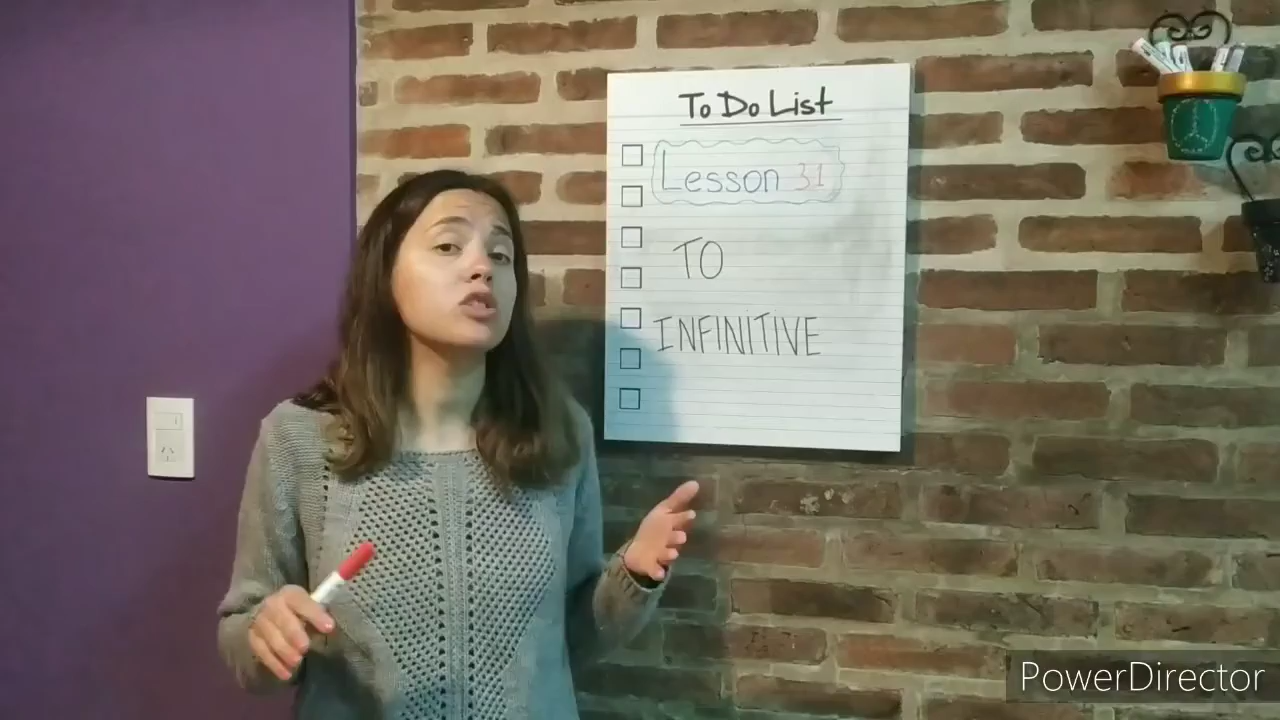 To Do List
Lesson 31
TO
INFINITIVE
PowerDirector